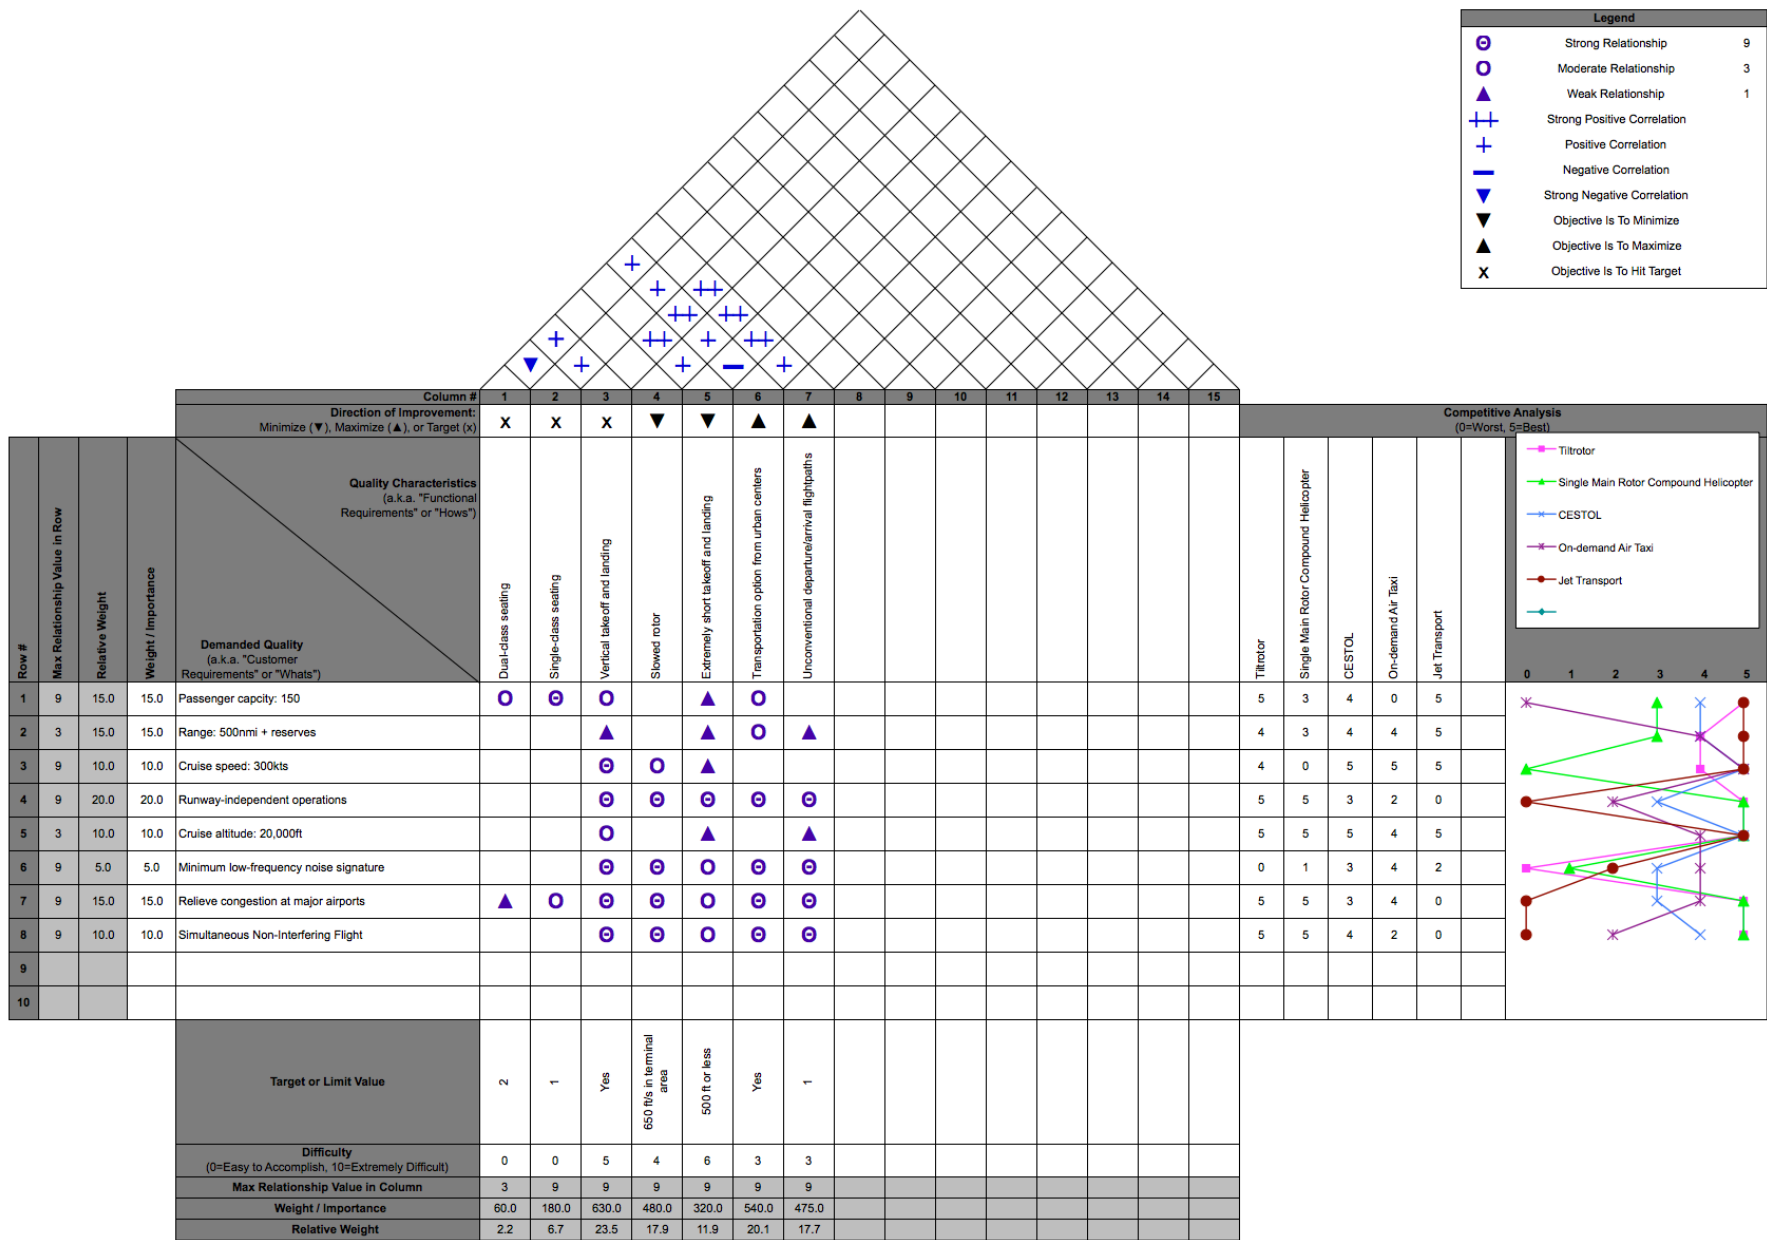 Legend
Strong Relationship 9
Moderate Relationship 3
Weak Relationship 1
Strong Positive Correlation
Positive Correlation
Negative Correlation
Strong Negative Correlation
Objective Is To Minimize
Objective Is To Maximize
X Objective Is To Hit Target
Column # 1 2 3 4 5 6 7 8 9 10 11 12 13 14 15
Direction of Improvement:
Minimize (▼), Maximize (▲), or Target (x)
X X X ▼ ▼ ▲ ▲
Competitive Analysis
(0=Worst, 5=Best)
Row #
Max Relationship Value in Row
Relative Weight
Weight / Importance
Quality Characteristics
(a.k.a. "Functional
Requirements" or "Hows")
Demanded Quality
(a.k.a. "Customer
Requirements" or "Whats")
Dual-class seating
Single-class seating
Vertical takeoff and landing
Slowed rotor
Extremely short takeoff and landing
Transportation option from urban centers
Unconventional departure/arrival flightpaths
Tiltrotor
Single Main Rotor Compound Helicopter
CESTOL
On-demand Air Taxi
Jet Transport
Tiltrotor
Single Main Rotor Compound Helicopter
CESTOL
On-demand Air Taxi
Jet Transport
0 1 2 3 4 5
1 9 15.0 15.0 Passenger capcity: 150 5 3 4 0 5
2 3 15.0 15.0 Range: 500nmi + reserves 4 3 4 4 5
3 9 10.0 10.0 Cruise speed: 300kts 4 0 5 5 5
4 9 20.0 20.0 Runway-independent operations 5 5 3 2 0
5 3 10.0 10.0 Cruise altitude: 20,000ft 5 5 5 4 5
6 9 5.0 5.0 Minimum low-frequency noise signature 0 1 3 4 2
7 9 15.0 15.0 Relieve congestion at major airports 5 5 3 4 0
8 9 10.0 10.0 Simultaneous Non-Interfering Flight 5 5 4 2 0
9
10
Target or Limit Value
2
1
Yes
650 ft/s in terminal
area
500 ft or less
Yes
1
Difficulty
(0=Easy to Accomplish, 10=Extremely Difficult)
0 0 5 4 6 3 3
Max Relationship Value in Column 3 9 9 9 9 9 9
Weight / Importance 60.0 180.0 630.0 480.0 320.0 540.0 475.0
Relative Weight 2.2 6.7 23.5 17.9 11.9 20.1 17.7